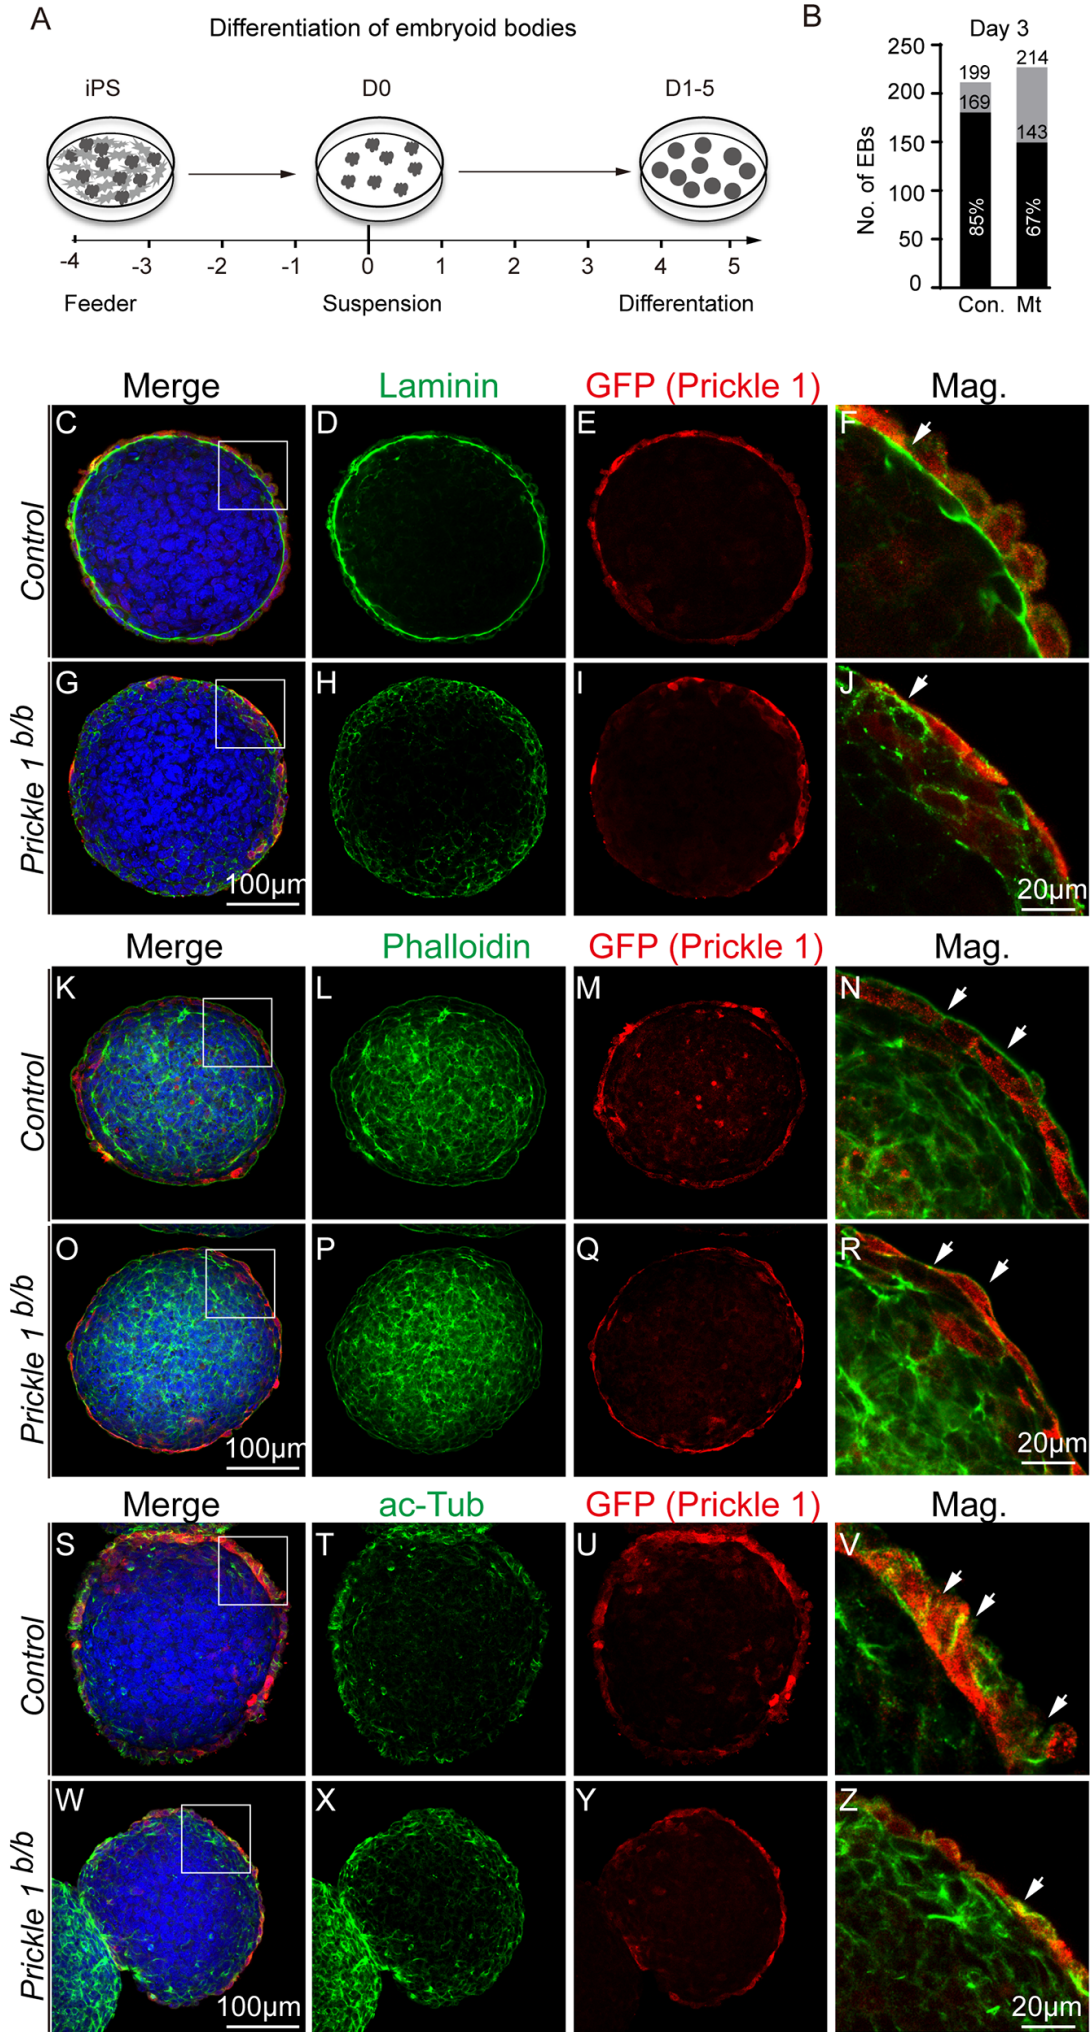 A
Differentiation of embryoid bodies
iPS
D0
D1-5
-4
-3
-2
-1
0
1
2
3
4
5
Feeder
Suspension
Differentation
B
Day 3
No. of EBs
250
200
150
100
50
0
199
169
85%
214
143
67%
Con.
Mt
Merge
Laminin
GFP (Prickle 1)
Mag.
Control
C
D
E
F
Prickle 1 b/b
G
100µm
H
I
J
20µm
Merge
Phalloidin
GFP (Prickle 1)
Mag.
Control
K
L
M
N
Prickle 1 b/b
O
100µm
P
Q
R
20µm
Merge
ac-Tub
GFP (Prickle 1)
Mag.
Control
S
T
U
V
Prickle 1 b/b
W
100µm
X
Y
Z
20µm